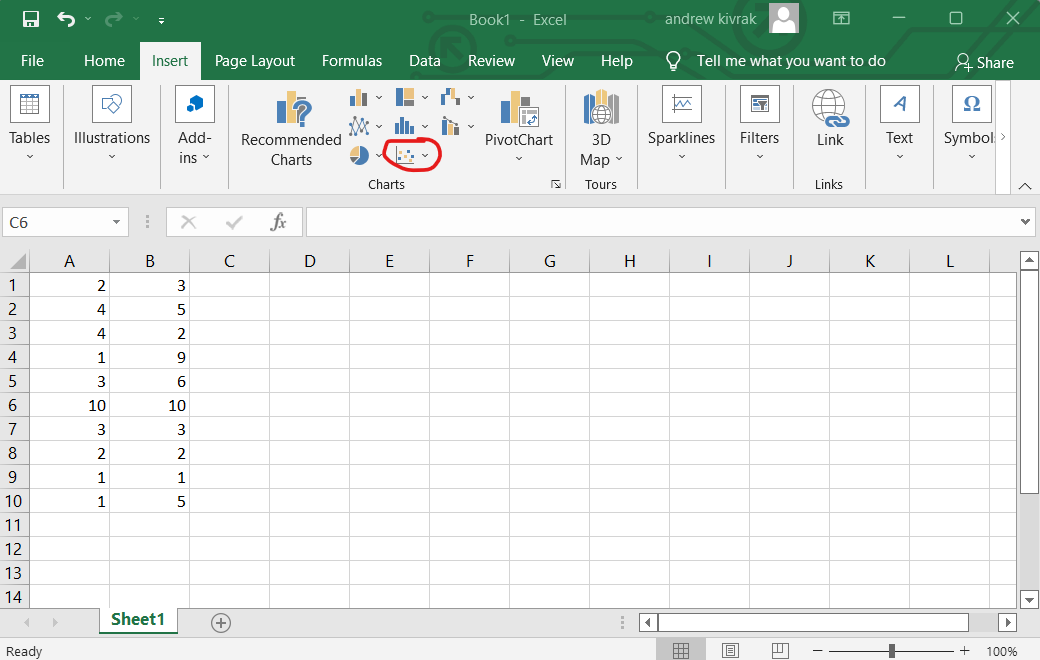 Book1 - Excel
andrew kivrak
File Home Insert Page Layout Formulas Data Review View Help Tell me what you want to do Share
Tables
Illustrations
Add-
ins
Recommended
Charts
PivotChart
Charts
3D
Map
Tours
Sparklines
Filters
Link
Links
Text
Symbol
C6
fx
A B C D E F G H I J K L
1 2 3
2 4 5
3 4 2
4 1 9
5 3 6
6 10 10
7 3 3
8 2 2
9 1 1
10 1 5
11
12
13
14
Sheet1
Ready
100%